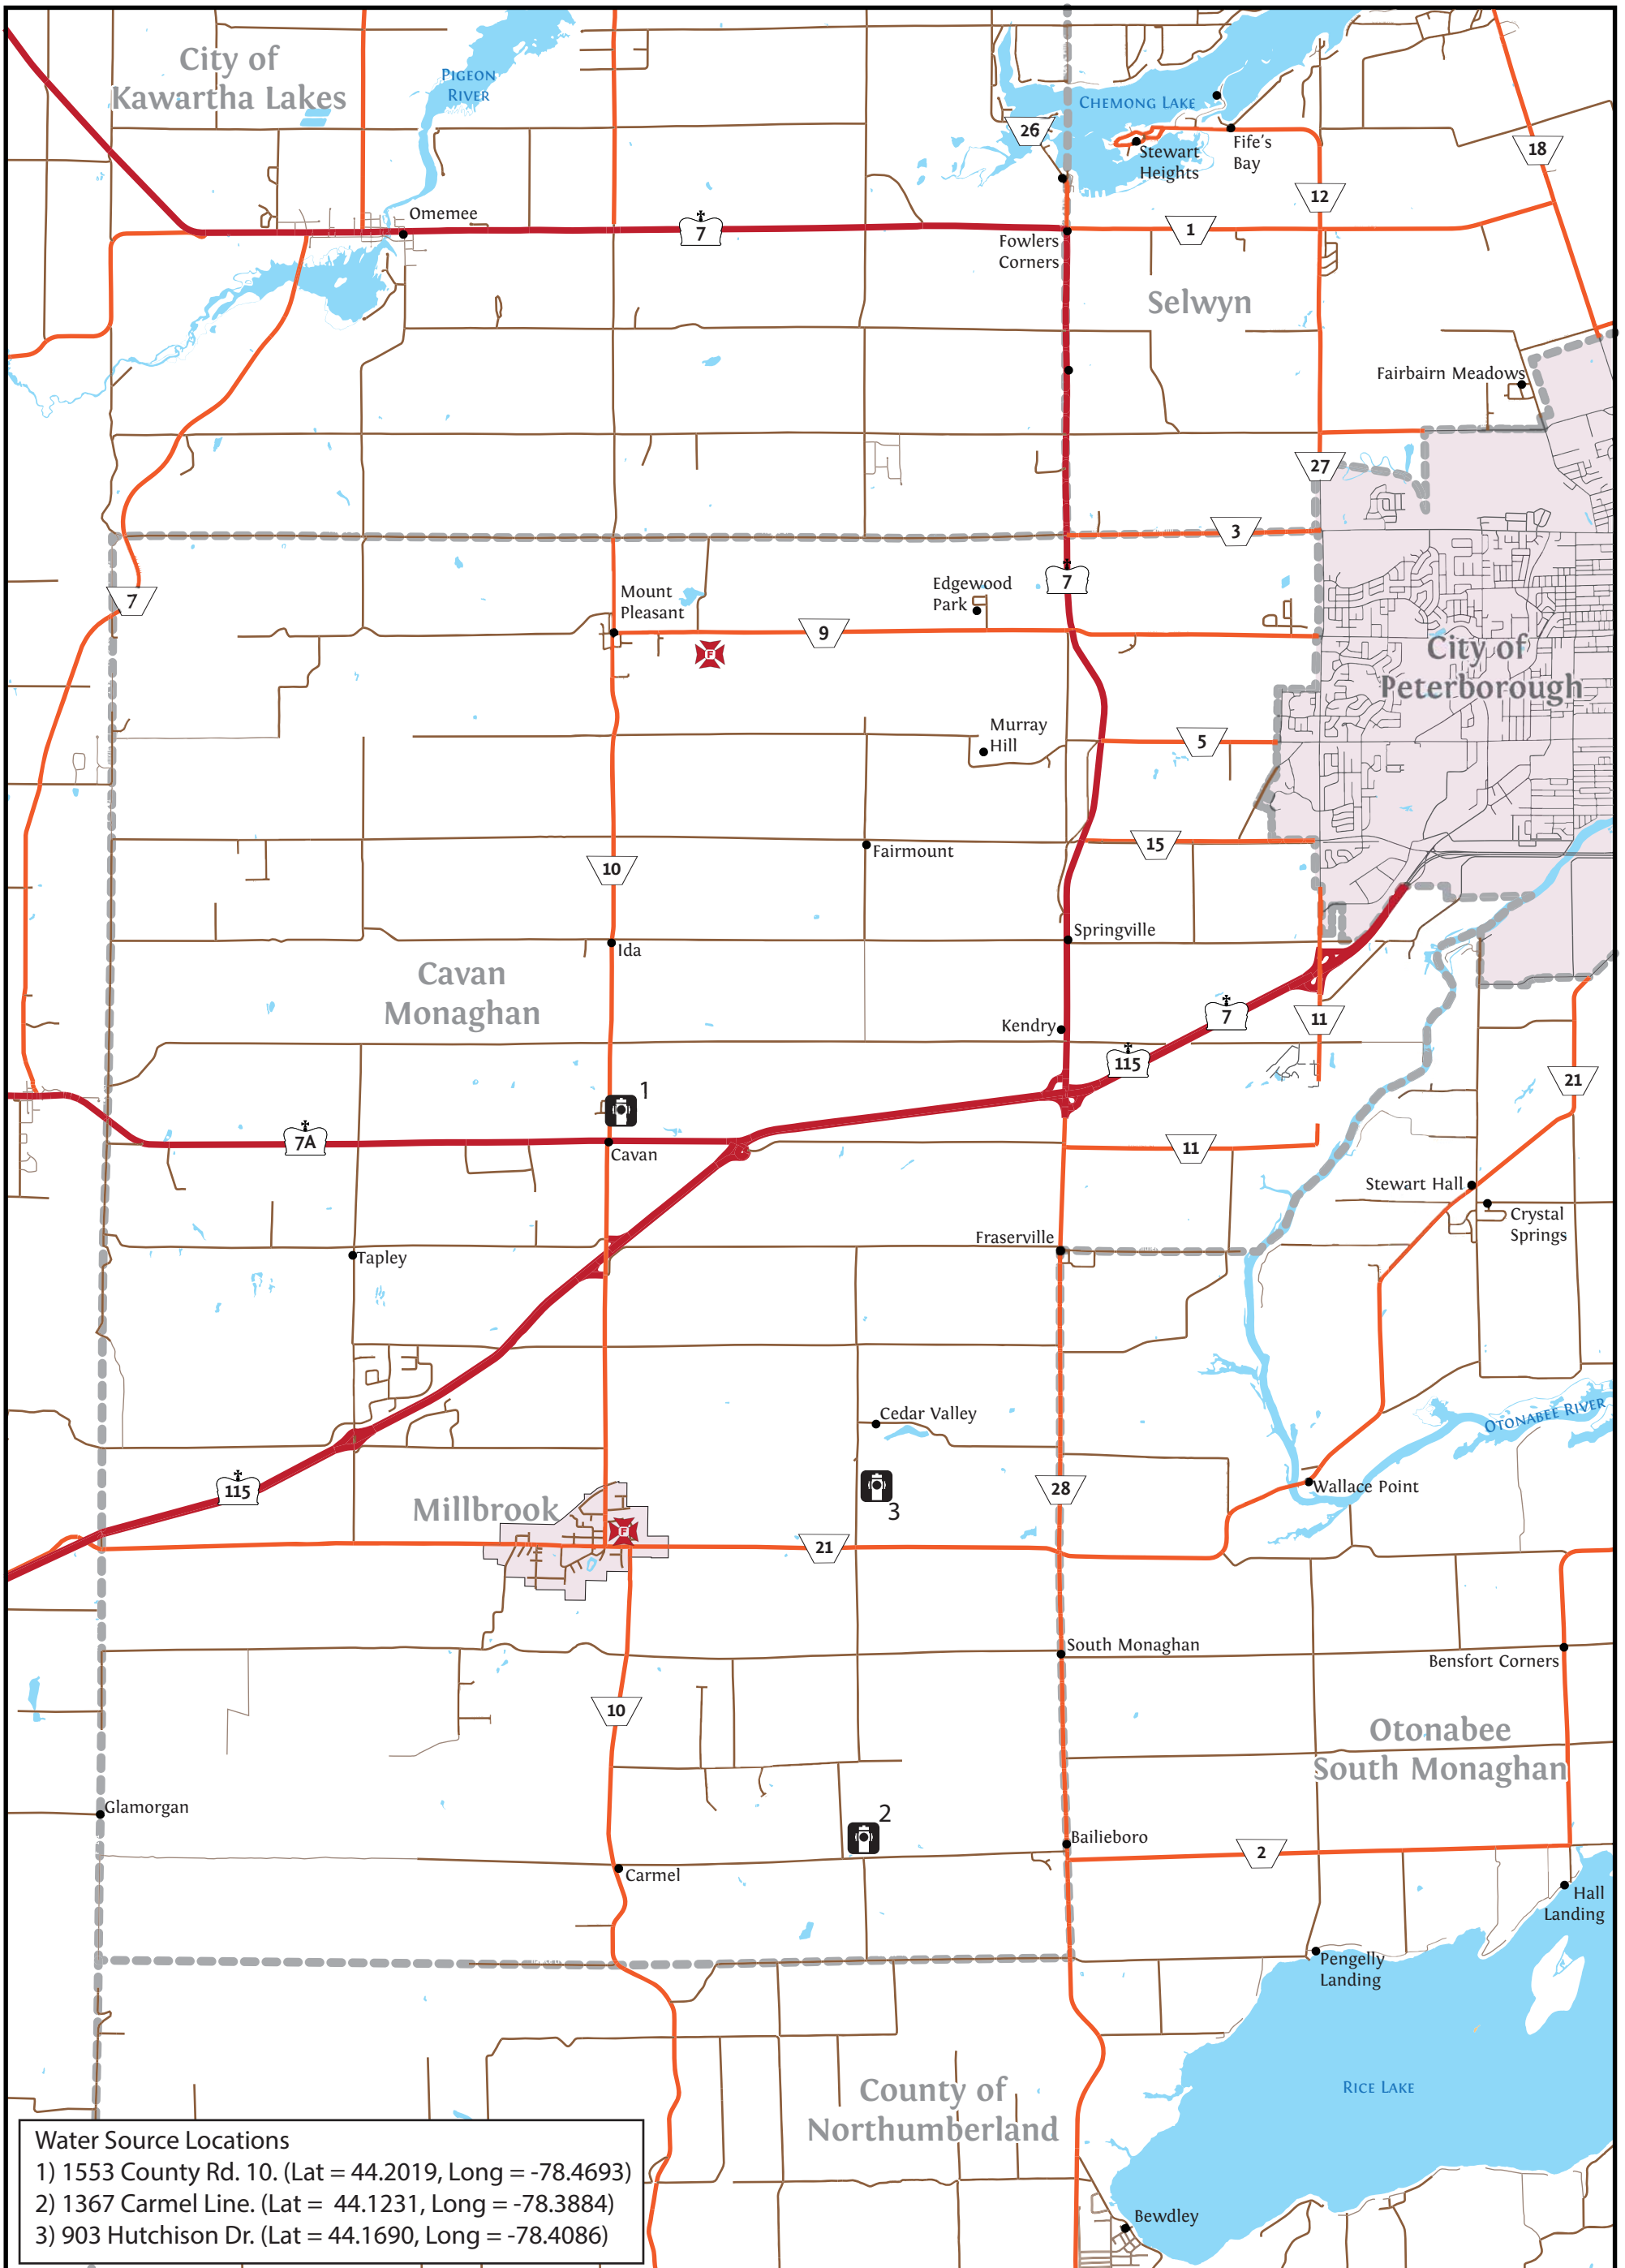 City of
Kawartha Lakes
PIGEON
RIVER
CHEMONG LAKE
26
Stewart
Heights
Fife's
Bay
18
12
Omemee
7
1
Fowlers
Corners
Selwyn
Fairbairn Meadows
27
3
7
7
Mount
Pleasant
Edgewood
Park
9
F
City of
Peterborough
Murray
Hill
5
10
Fairmount
15
Ida
Springville
Cavan
Monaghan
Kendry
7
11
115
21
1
7A
Cavan
11
Stewart Hall
Crystal
Springs
Fraserville
Tapley
Cedar Valley
OTONABEE RIVER
115
Millbrook
F
3
28
Wallace Point
21
South Monaghan
Bensfort Corners
10
Otonabee
South Monaghan
Glamorgan
2
Bailieboro
2
Carmel
Hall
Landing
Pengelly
Landing
County of
Northumberland
RICE LAKE
Water Source Locations
1) 1553 County Rd. 10. (Lat = 44.2019, Long = -78.4693)
2) 1367 Carmel Line. (Lat =  44.1231, Long = -78.3884)
3) 903 Hutchison Dr. (Lat = 44.1690, Long = -78.4086)
Bewdley